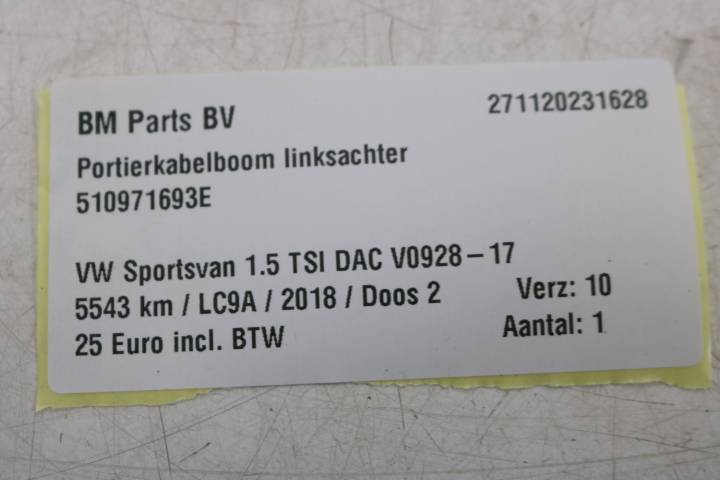 BM Parts BV 271120231628
Portierkabelboom linksachter
510971693E
VW Sportsvan 1.5 TSI DAC V0928-17
5543 km / LC9A / 2018 / Doos 2 Verz: 10
25 Euro incl. BTW Aantal: 1